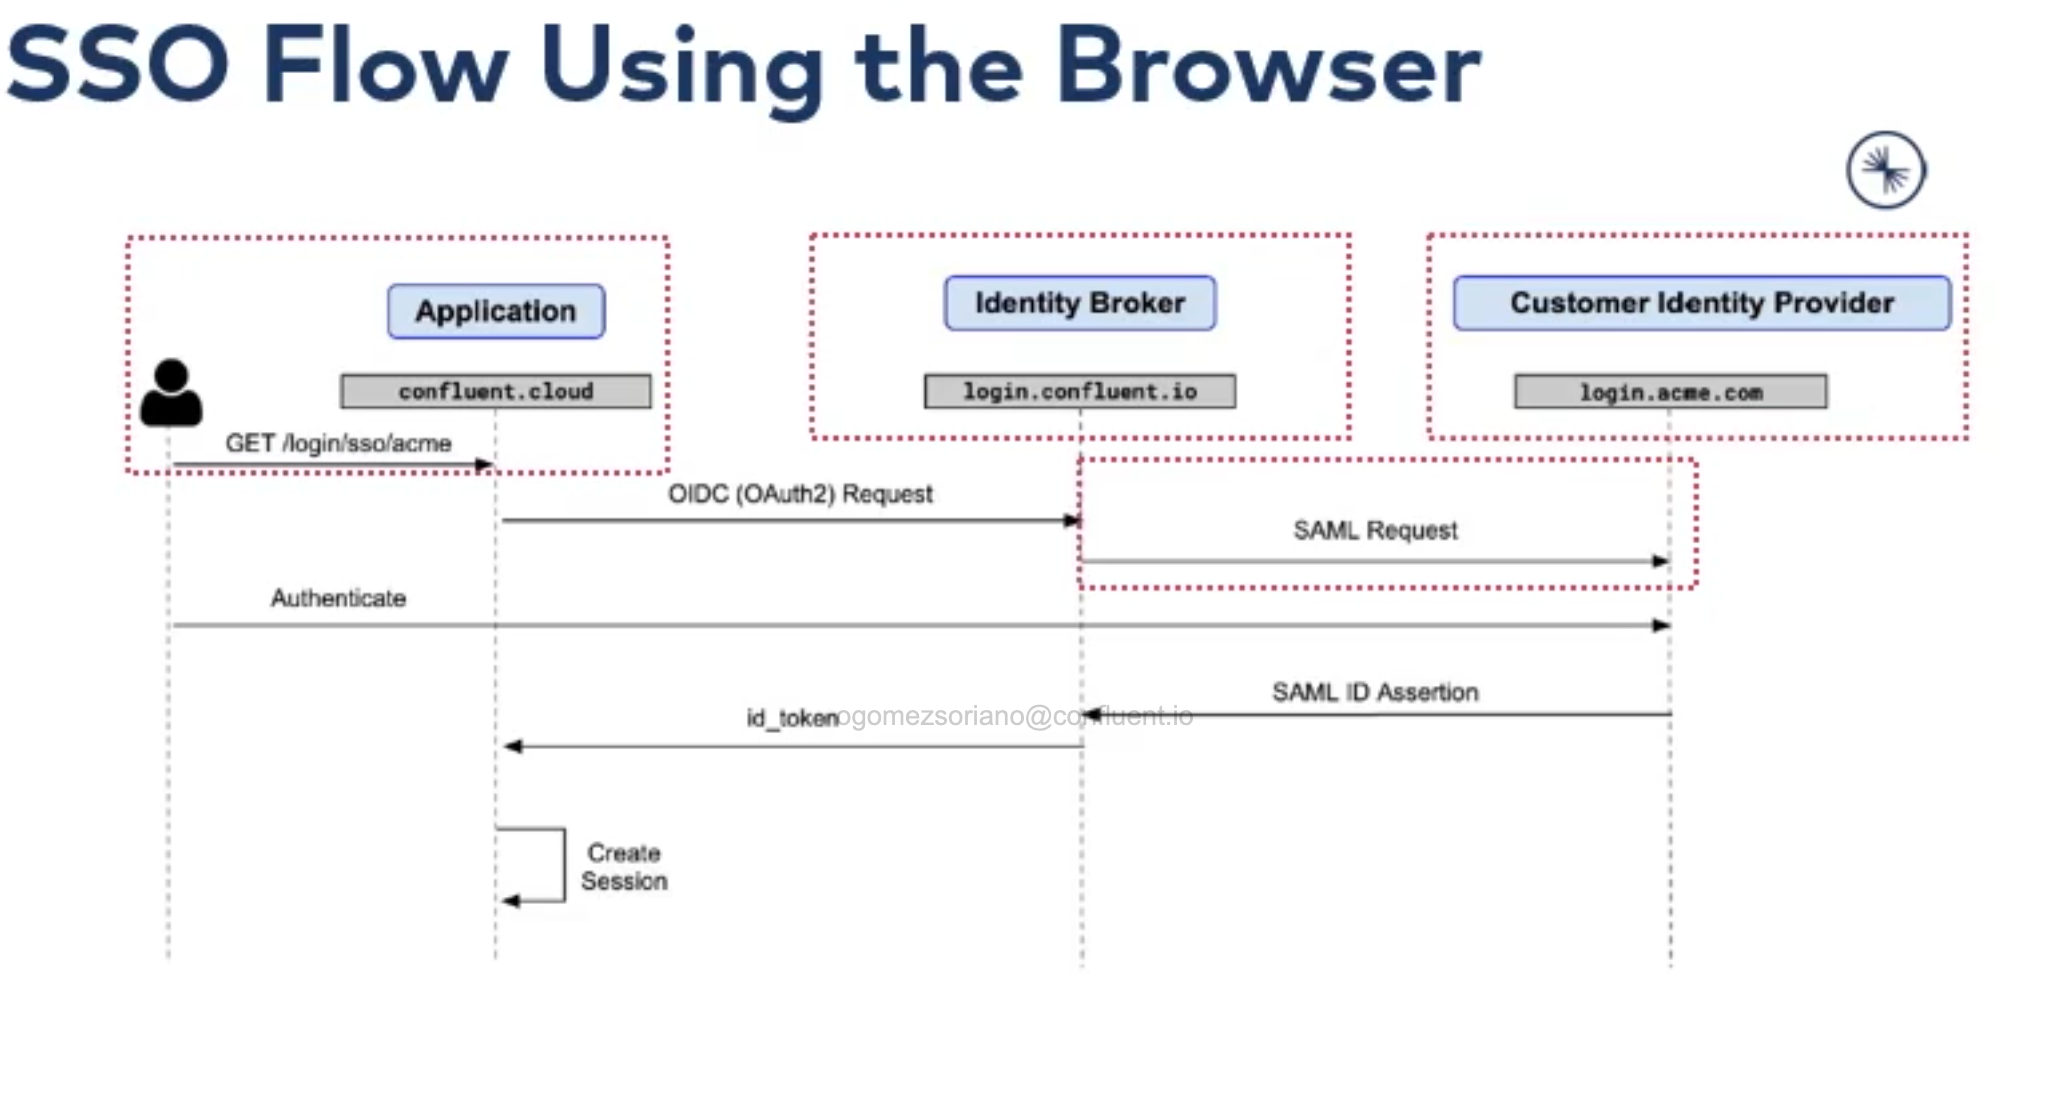 SSO Flow Using the Browser
Application
Identity Broker
Customer Identity Provider
confluent.cloud
login.confluent.io
login.acme.com
GET /login/sso/acme
OIDC (OAuth2) Request
SAML Request
Authenticate
SAML ID Assertion
id_token
ogomezsoriano@confluent.io
Create
Session